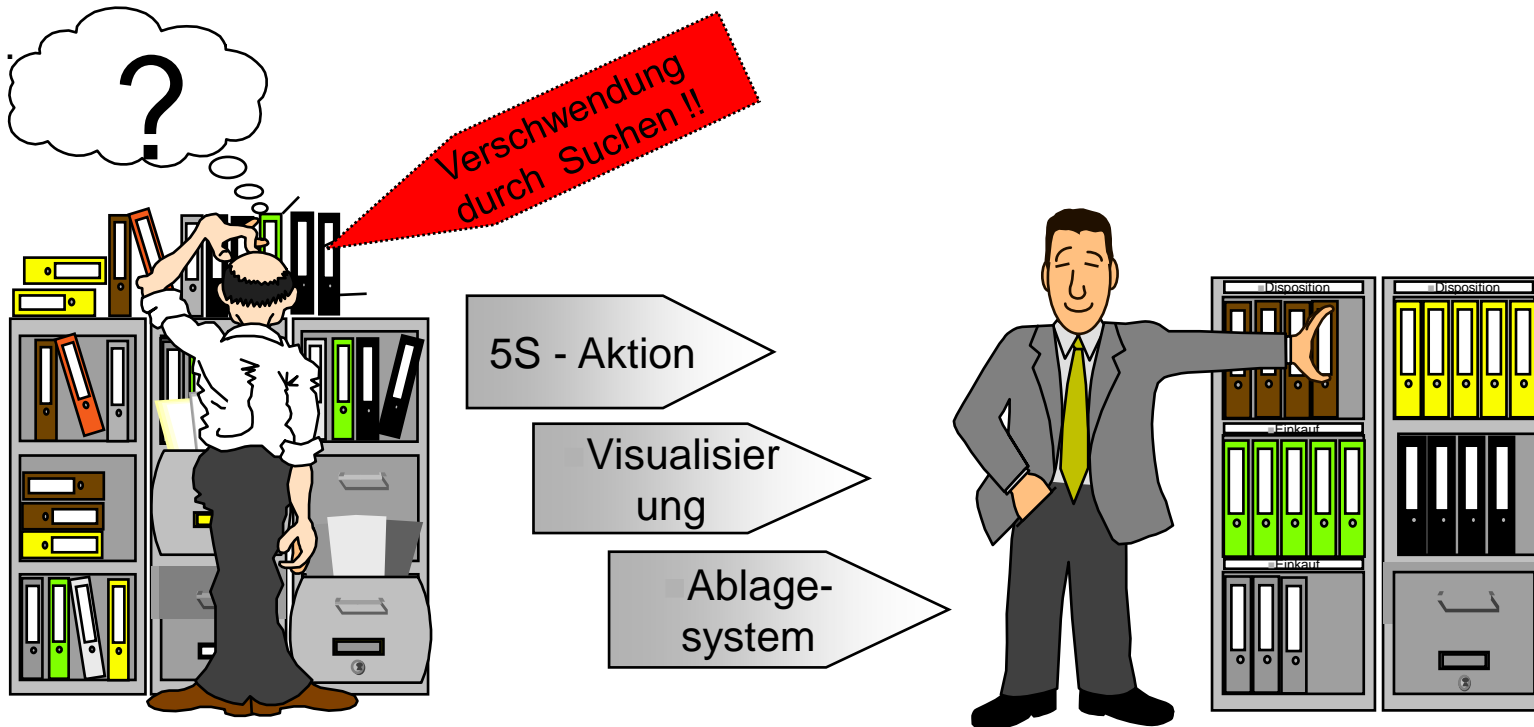 ?
Verschwendung
durch Suchen !!
5S - Aktion
Visualisier
ung
Ablage-
system
Disposition
Einkauf
Einkauf
Disposition